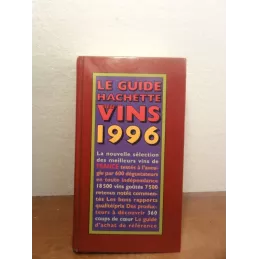 LE GUIDE
HACHETTE
DES
VINS
1996
La nouvelle sélection
des meilleurs vins de
FRANCE testés à l'aveu-
gle par 600 dégustateurs
en toute indépendance
18500 vins goûtés 7500
retenus notés commen-
tés Les bons rapports
qualité/prix Des produc-
teurs à découvrir 360
coups de cœur Le guide
d'achat de référence